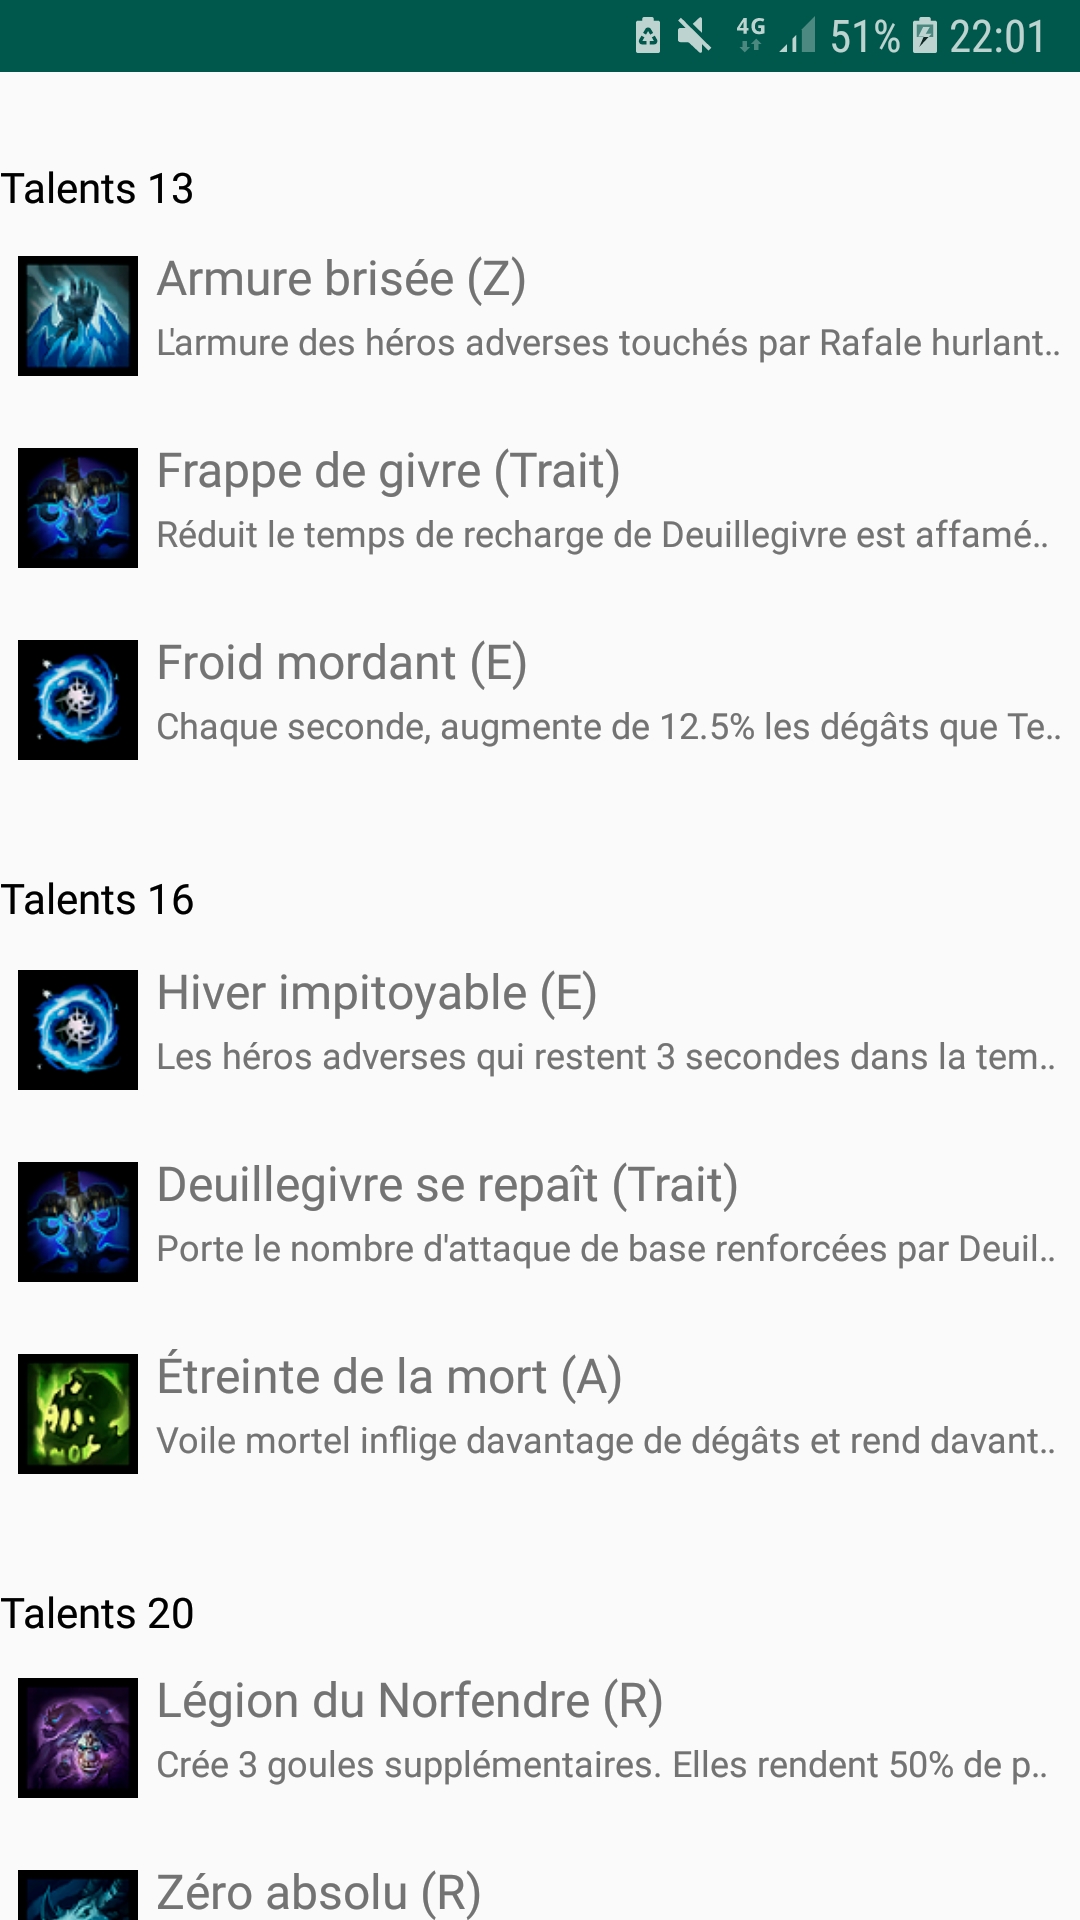 4G 51% 22:01
Talents 13
Armure brisée (Z)
L'armure des héros adverses touchés par Rafale hurlant..
Frappe de givre (Trait)
Réduit le temps de recharge de Deuillegivre est affamé..
Froid mordant (E)
Chaque seconde, augmente de 12.5% les dégâts que Te..
Talents 16
Hiver impitoyable (E)
Les héros adverses qui restent 3 secondes dans la tem..
Deuillegivre se repaît (Trait)
Porte le nombre d'attaque de base renforcées par Deuil..
Étreinte de la mort (A)
Voile mortel inflige davantage de dégâts et rend davant..
Talents 20
Légion du Norfendre (R)
Crée 3 goules supplémentaires. Elles rendent 50% de p..
Zéro absolu (R)